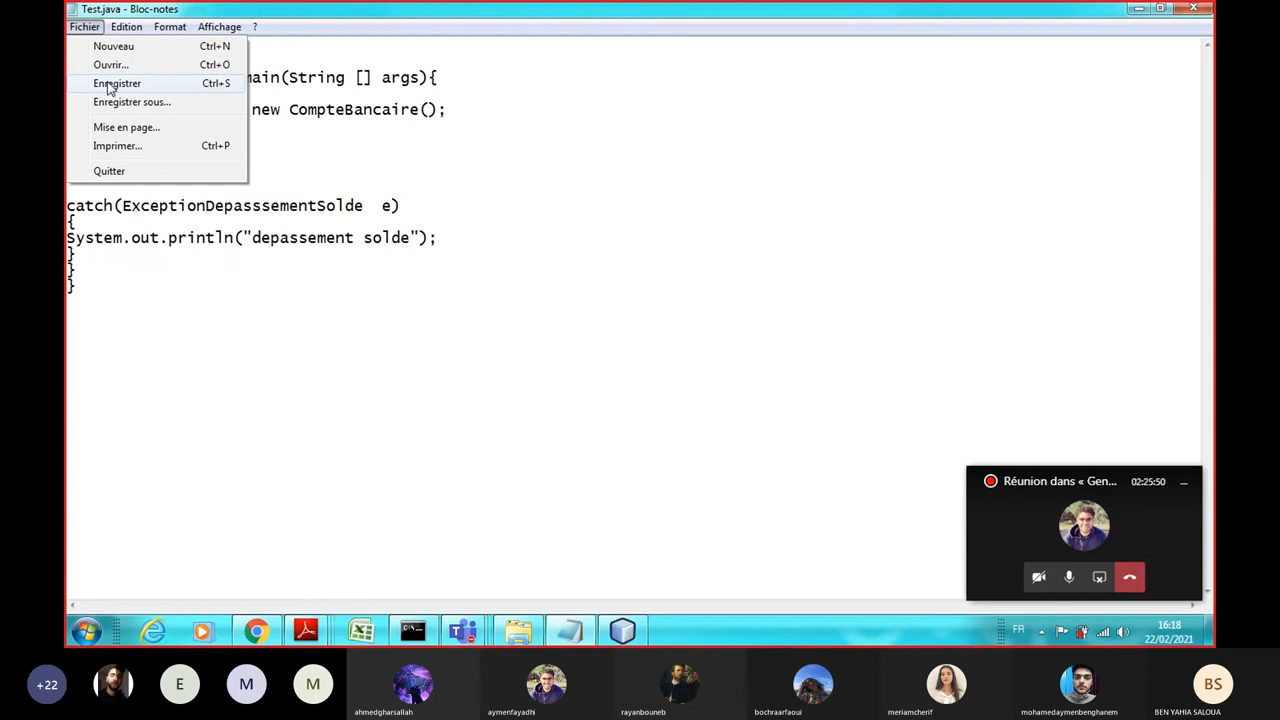 Test.java - Bloc-notes
Fichier Edition Format Affichage ?
Nouveau Ctrl+N
Ouvrir... Ctrl+O
Enregistrer Ctrl+S
Enregistrer sous...
Mise en page...
Imprimer... Ctrl+P
Quitter
main(String [] args){
new CompteBancaire();
catch(ExceptionDepasssementSolde e)
{
System.out.println("depassement solde");
}
}
}
Réunion dans « Gen... 02:25:50
FR
16:18
22/02/2021
+22
E
M
M
BS
ahmedgharsallah
aymenfayadhi
rayanbouneb
bochraarfaoui
meriamcherif
mohamedaymenbenghanem
BEN YAHIA SALOUA